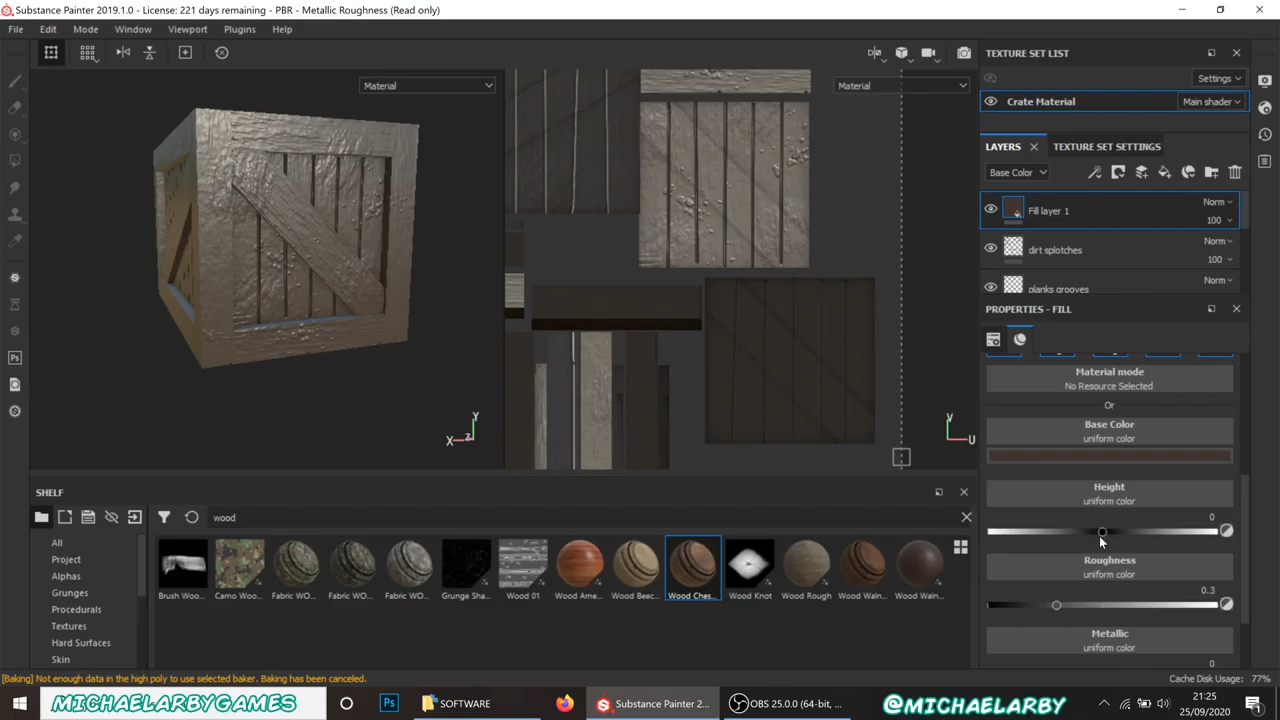 Substance Painter 2019.1.0 - License: 221 days remaining - PBR - Metallic Roughness (Read only)
File Edit Mode Window Viewport Plugins Help
Material
Material
TEXTURE SET LIST
Settings
Crate Material Main shader
LAYERS TEXTURE SET SETTINGS
Base Color
Fill layer 1 Norm
100
dirt splotches Norm
100
planks grooves Norm
PROPERTIES - FILL
Material mode
No Resource Selected
Or
Base Color
uniform color
Height
uniform color
0
Roughness
uniform color
0.3
Metallic
uniform color
0
Y
X Z
V
U
SHELF
wood
All
Project
Alphas
Grunges
Procedurals
Textures
Hard Surfaces
Skin
Brush Woo... Camo Woo... Fabric WO... Fabric WO... Fabric WO... Grunge Sha... Wood 01 Wood Ame... Wood Beec... Wood Ches... Wood Knot Wood Rough Wood Waln... Wood Waln...
[Baking] Not enough data in the high poly to use selected baker. Baking has been canceled.
Cache Disk Usage: 77%
MICHAELARBYGAMES
Ps
SOFTWARE
Substance Painter 2...
OBS 25.0.0 (64-bit, ...
@MICHAELARBY
21:25
25/09/2020
1